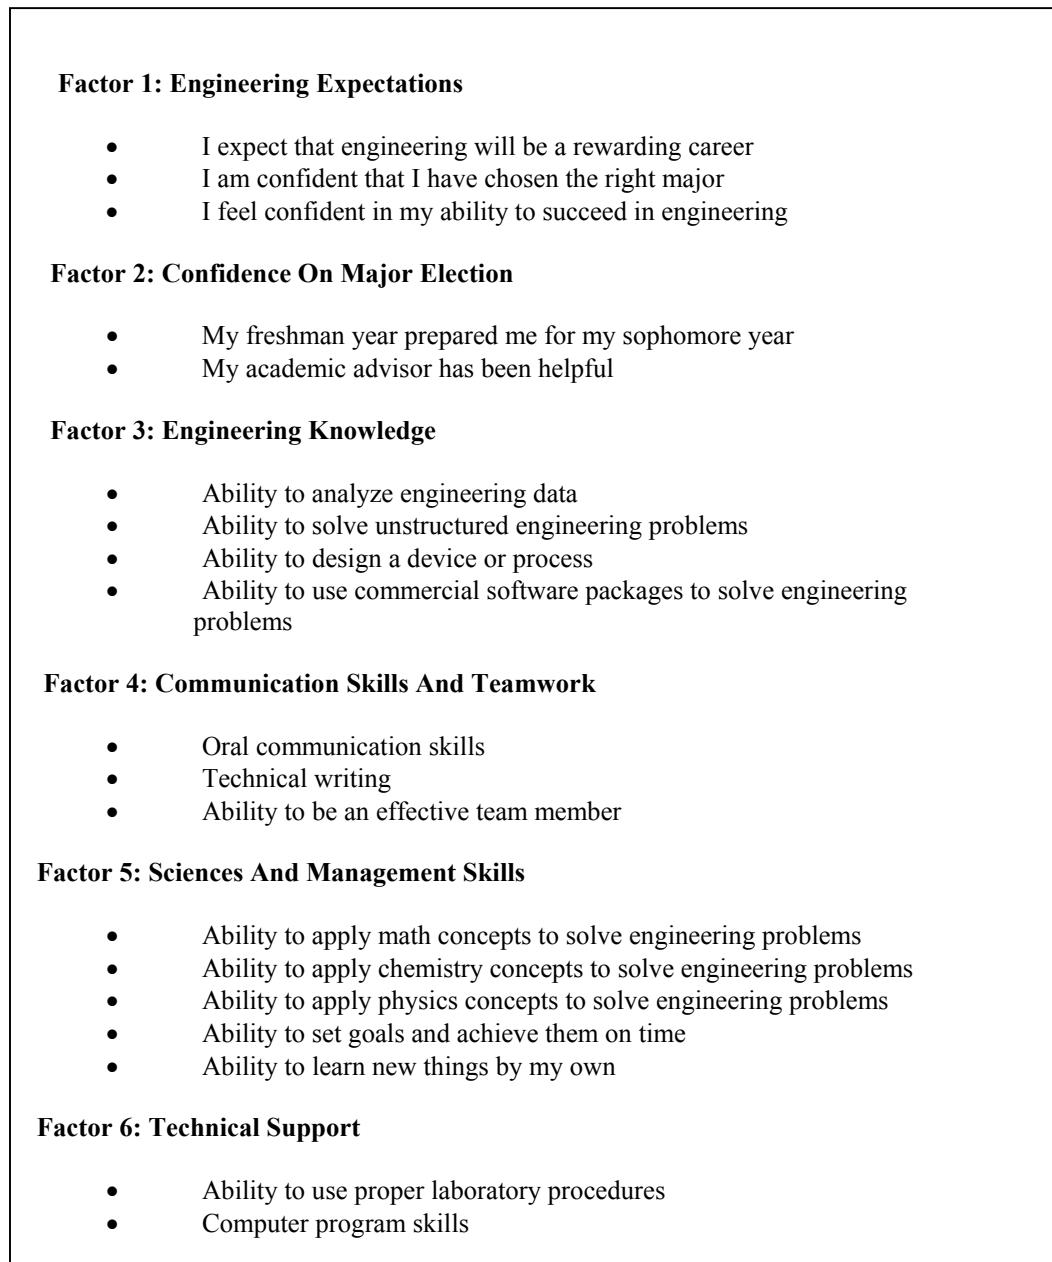 Factor 1: Engineering Expectations
• I expect that engineering will be a rewarding career
• I am confident that I have chosen the right major
• I feel confident in my ability to succeed in engineering
Factor 2: Confidence On Major Election
• My freshman year prepared me for my sophomore year
• My academic advisor has been helpful
Factor 3: Engineering Knowledge
• Ability to analyze engineering data
• Ability to solve unstructured engineering problems
• Ability to design a device or process
• Ability to use commercial software packages to solve engineering
problems
Factor 4: Communication Skills And Teamwork
• Oral communication skills
• Technical writing
• Ability to be an effective team member
Factor 5: Sciences And Management Skills
• Ability to apply math concepts to solve engineering problems
• Ability to apply chemistry concepts to solve engineering problems
• Ability to apply physics concepts to solve engineering problems
• Ability to set goals and achieve them on time
• Ability to learn new things by my own
Factor 6: Technical Support
• Ability to use proper laboratory procedures
• Computer program skills